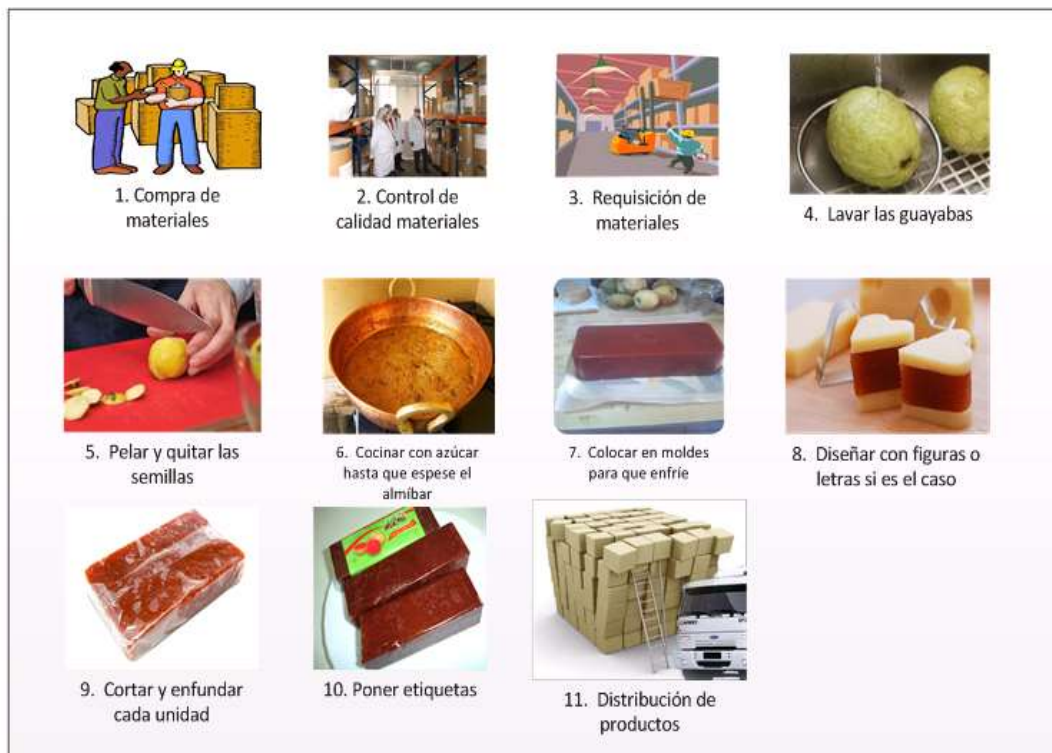 1. Compra de
materiales
2. Control de
calidad materiales
3. Requisición de
materiales
4. Lavar las guayabas
5. Pelar y quitar las
semillas
6. Cocinar con azúcar
hasta que espese el
almíbar
7. Colocar en moldes
para que enfríe
8. Diseñar con figuras o
letras si es el caso
9. Cortar y enfundar
cada unidad
10. Poner etiquetas
11. Distribución de
productos